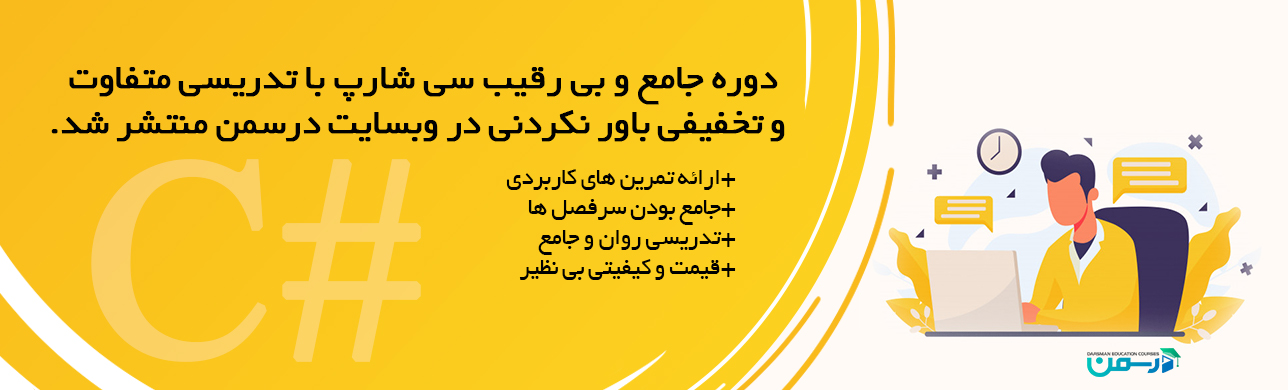 دوره جامع و بی رقیب سی شارپ با تدریسی متفاوت
و تخفیفی باور نکردنی در وبسایت درسمن منتشر شد.
+ارائه تمرین های کاربردی
+جامع بودن سرفصل ها
+تدریسی روان و جامع
+قیمت و کیفیتی بی نظیر
C#
DARSMAN EDUCATION COURSES
درسمن